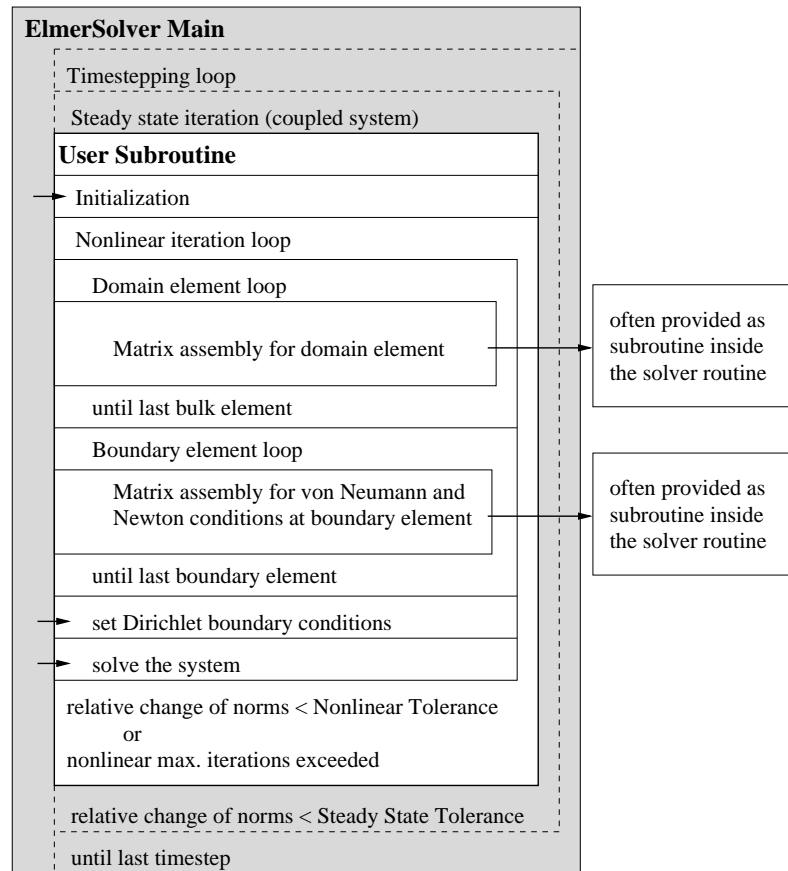 ElmerSolver Main
Timestepping loop
Steady state iteration (coupled system)
User Subroutine
Initialization
Nonlinear iteration loop
Domain element loop
Matrix assembly for domain element
often provided as
subroutine inside
the solver routine
until last bulk element
Boundary element loop
Matrix assembly for von Neumann and
Newton conditions at boundary element
often provided as
subroutine inside
the solver routine
until last boundary element
set Dirichlet boundary conditions
solve the system
relative change of norms < Nonlinear Tolerance
or
nonlinear max. iterations exceeded
relative change of norms < Steady State Tolerance
until last timestep